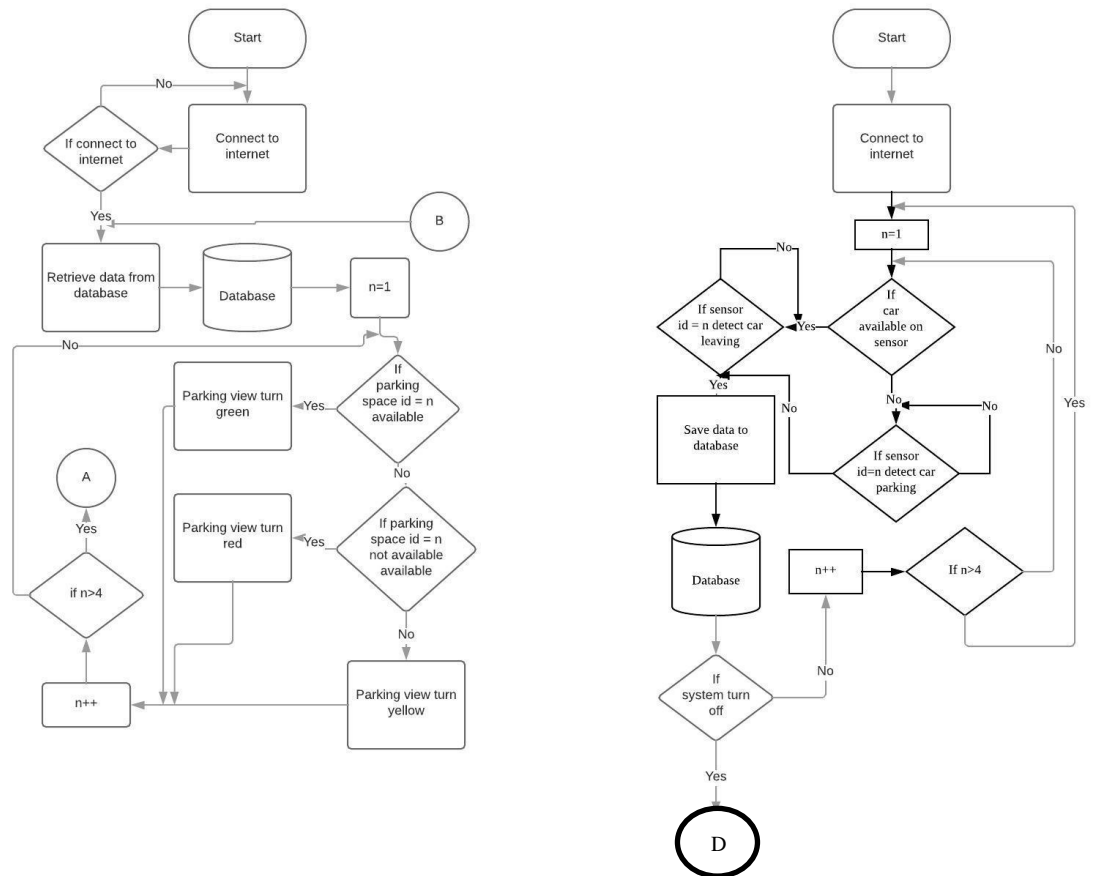 Start
No
If connect to
internet
Connect to
internet
Yes
B
Retrieve data from
database
Database
n=1
No
If
parking
space id = n
available
Yes
Parking view turn
green
No
A
Yes
If parking
space id = n
not available
available
Yes
Parking view turn
red
if n>4
No
n++
Parking view turn
yellow
Start
Connect to
internet
n=1
No
If
car
available on
sensor
Yes
If sensor
id = n detect car
leaving
No
Yes
Yes
No
No
No
Save data to
database
If sensor
id=n detect car
parking
Database
n++
If n>4
No
If
system turn
off
Yes
D